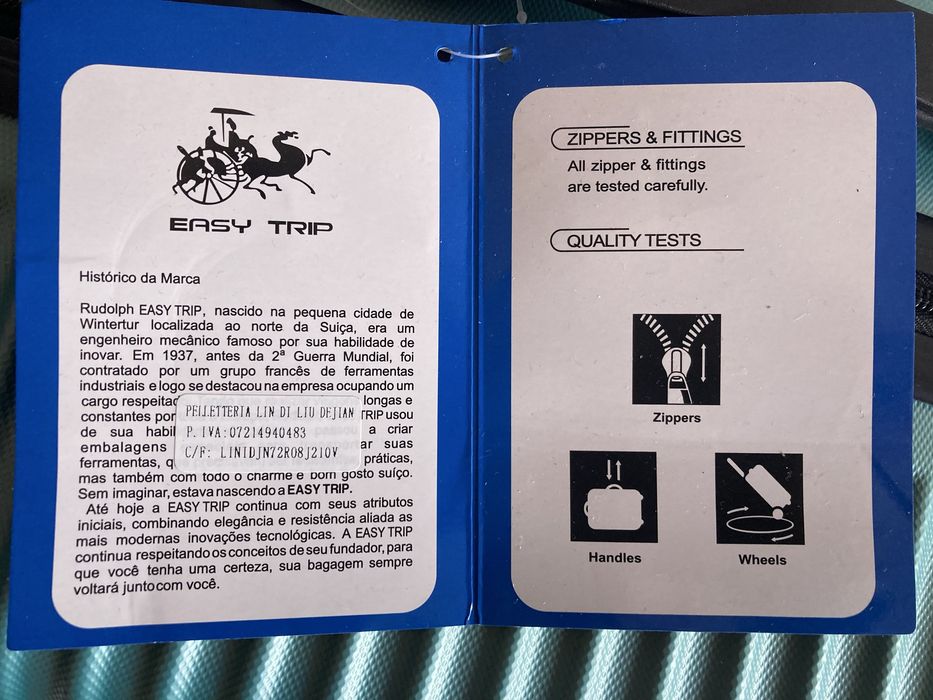 EASY TRIP
Histórico da Marca
Rudolph EASY TRIP, nascido na pequena cidade de
Wintertur localizada ao norte da Suiça, era um
engenheiro mecânico famoso por sua habilidade de
inovar. Em 1937, antes da 2ª Guerra Mundial, foi
contratado por um grupo francês de ferramentas
industriais e logo se destacou na empresa ocupando um
cargo respeitad longas e
constantes por TRIP usou
de sua habil a criar
embalagens ar suas
ferramentas, q práticas,
mas também com todo o charme e bom gosto suíço.
Sem imaginar, estava nascendo a EASY TRIP.
Até hoje a EASY TRIP continua com seus atributos
iniciais, combinando elegância e resistência aliada as
mais modernas inovações tecnológicas. A EASY TRIP
continua respeitando os conceitos de seu fundador, para
que você tenha uma certeza, sua bagagem sempre
voltará junto com você.
PELLETTERIA LIN DI LIU DEJIAN
P. IVA:07214940483
C/F: LINIDJN72R08J210V
ZIPPERS & FITTINGS
All zipper & fittings
are tested carefully.
QUALITY TESTS
Zippers
Handles
Wheels